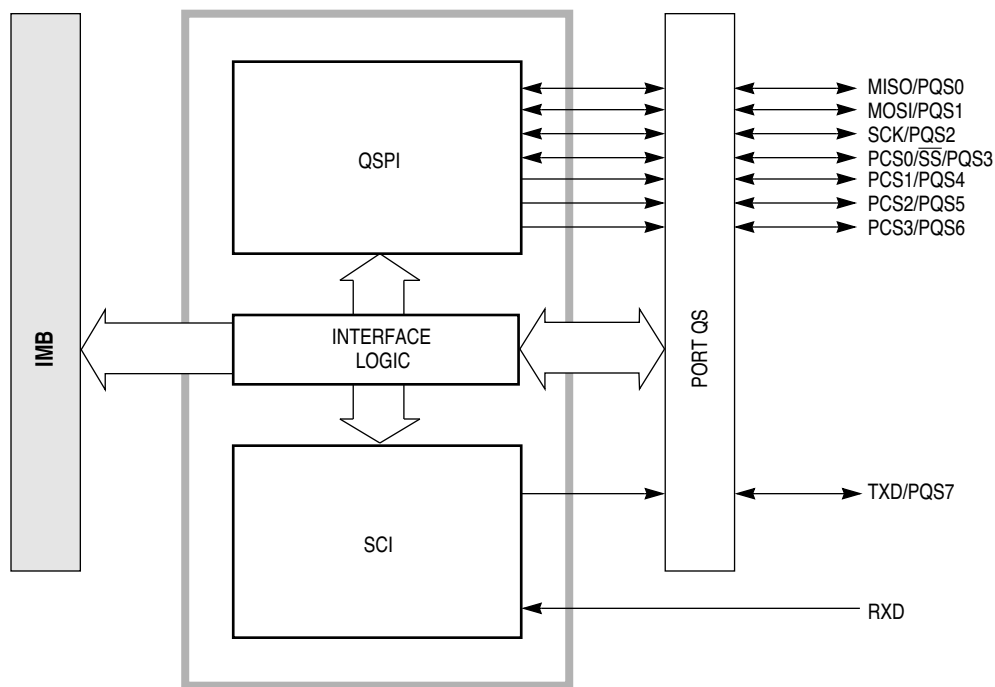 IMB
QSPI
INTERFACE
LOGIC
SCI
PORT QS
MISO/PQS0
MOSI/PQS1
SCK/PQS2
PCS0/S̅S̅/PQS3
PCS1/PQS4
PCS2/PQS5
PCS3/PQS6
TXD/PQS7
RXD